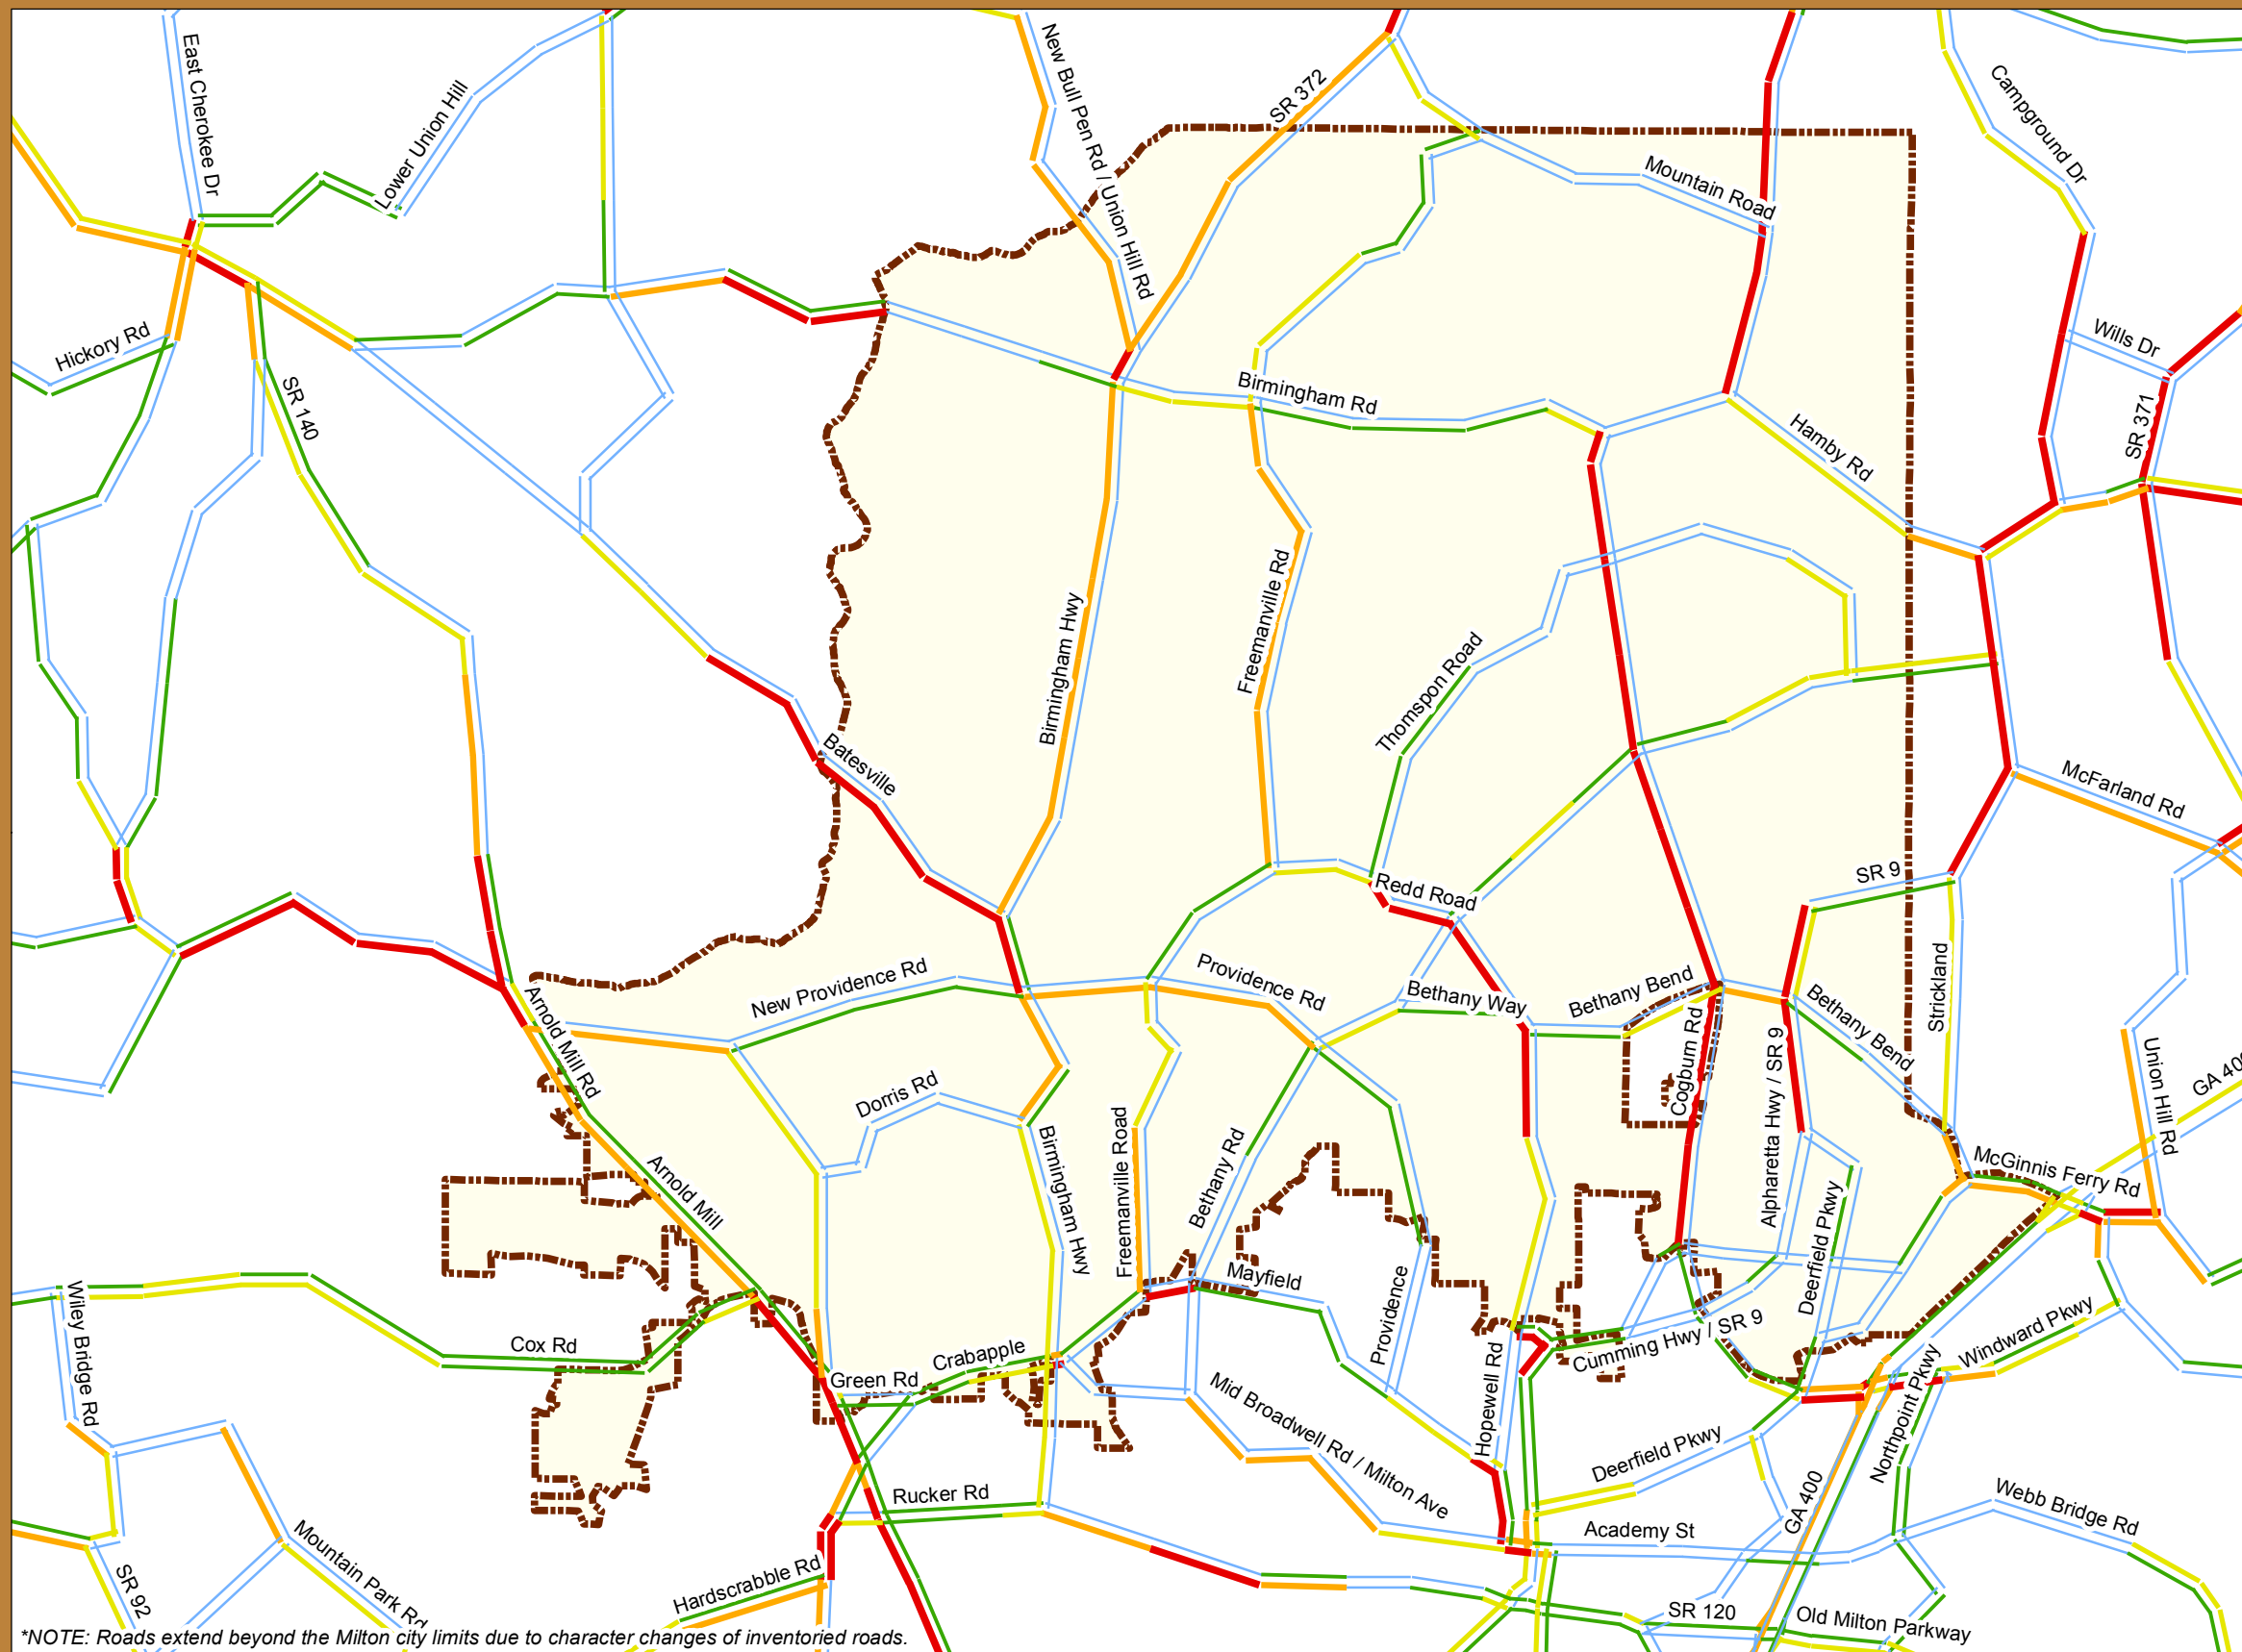 East Cherokee Dr
Lower Union Hill
New Bull Pen Rd / Union Hill Rd
SR 372
Campground Dr
Mountain Road
Hickory Rd
SR 140
Wills Dr
SR 371
Birmingham Rd
Hamby Rd
Birmingham Hwy
Freemanville Rd
Thomspon Road
Batesville
McFarland Rd
SR 9
Redd Road
Strickland
New Providence Rd
Providence Rd
Bethany Way
Bethany Bend
Bethany Bend
Cogburn Rd
Alpharetta Hwy / SR 9
Union Hill Rd
GA 400
Arnold Mill Rd
Dorris Rd
Birmingham Hwy
Freemanville Road
Bethany Rd
McGinnis Ferry Rd
Arnold Mill
Deerfield Pkwy
Mayfield
Providence
Wiley Bridge Rd
Cox Rd
Crabapple
Green Rd
Hopewell Rd
Cumming Hwy / SR 9
Windward Pkwy
Northpoint Pkwy
Mid Broadwell Rd / Milton Ave
Deerfield Pkwy
GA 400
Rucker Rd
Academy St
Webb Bridge Rd
Mountain Park Rd
SR 92
Hardscrabble Rd
SR 120
Old Milton Parkway
*NOTE: Roads extend beyond the Milton city limits due to character changes of inventoried roads.